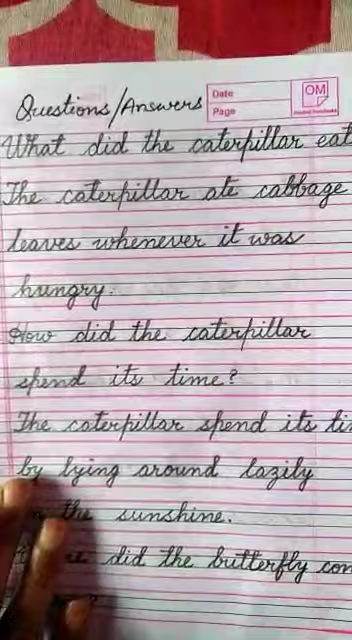 Questions/Answers
Date
Page
OM
What did the caterpillar eat
The caterpillar ate cabbage
leaves whenever it was
hungry.
How did the caterpillar
spend its time?
The caterpillar spend its
by lying around lazily
the sunshine.
did the butterfly